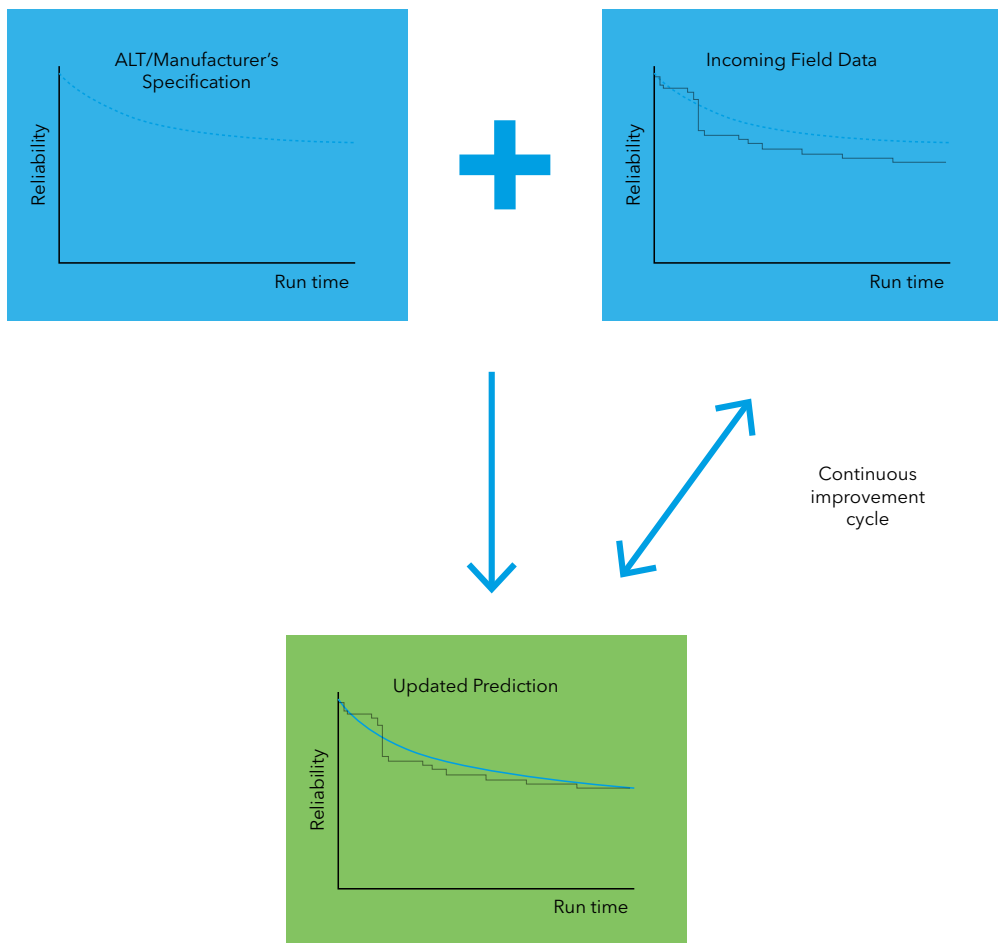 ALT/Manufacturer’s
Specification
Reliability
Run time
Incoming Field Data
Reliability
Run time
Continuous
improvement
cycle
Updated Prediction
Reliability
Run time